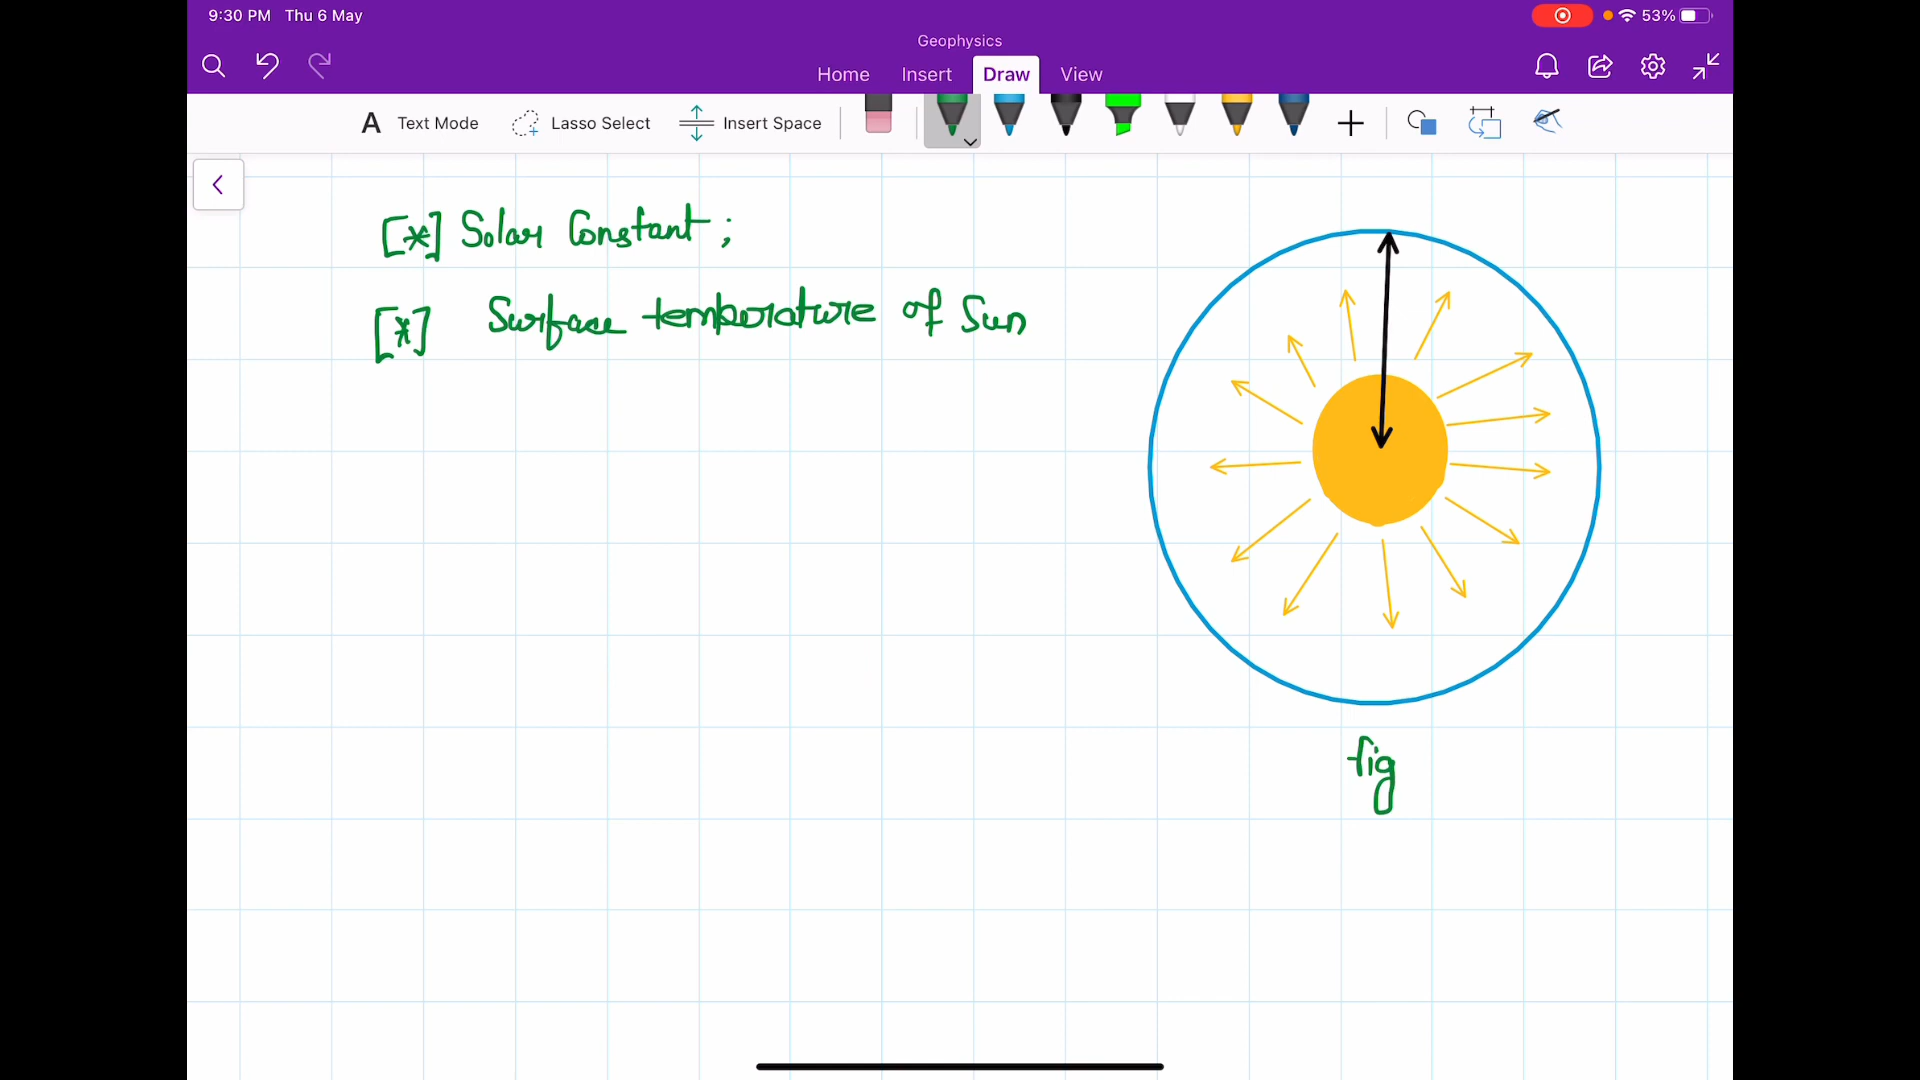 9:30 PM Thu 6 May
53%
Geophysics
Home Insert Draw View
A Text Mode Lasso Select Insert Space
[*] Solar Constant ;
[*] Surface temperature of Sun
fig